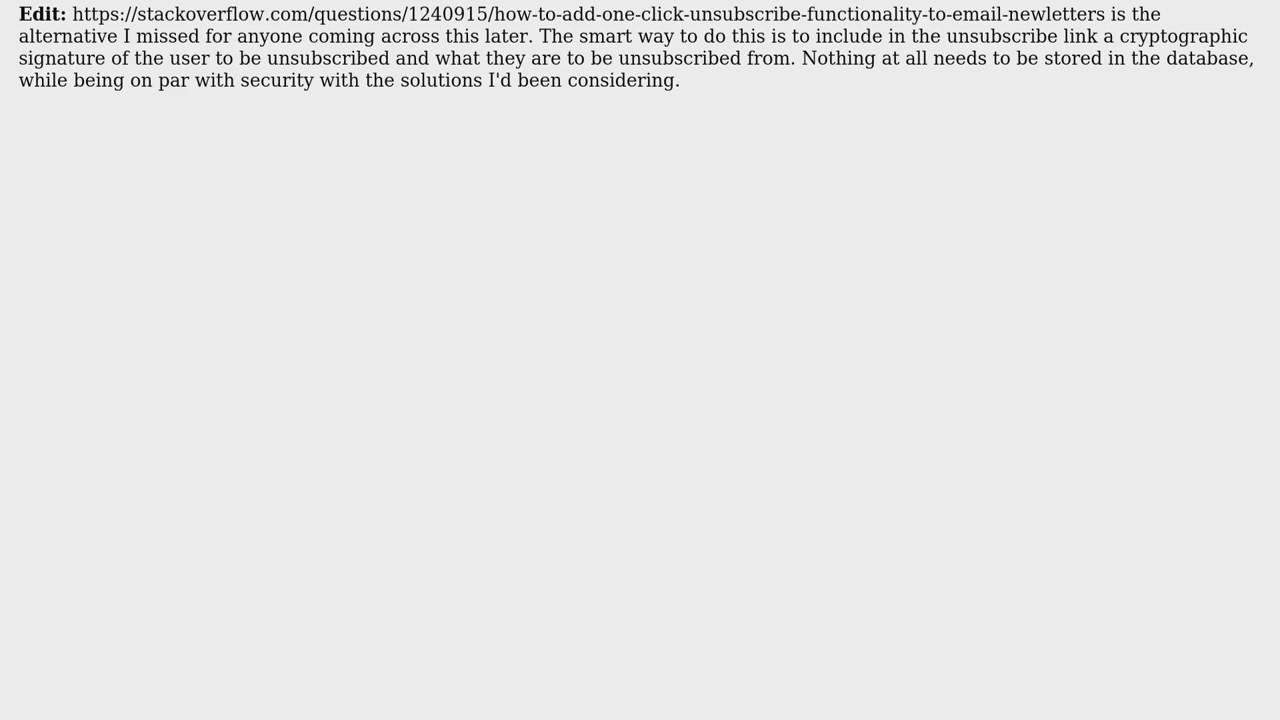 Edit: https://stackoverflow.com/questions/1240915/how-to-add-one-click-unsubscribe-functionality-to-email-newletters is the
alternative I missed for anyone coming across this later. The smart way to do this is to include in the unsubscribe link a cryptographic
signature of the user to be unsubscribed and what they are to be unsubscribed from. Nothing at all needs to be stored in the database,
while being on par with security with the solutions I'd been considering.